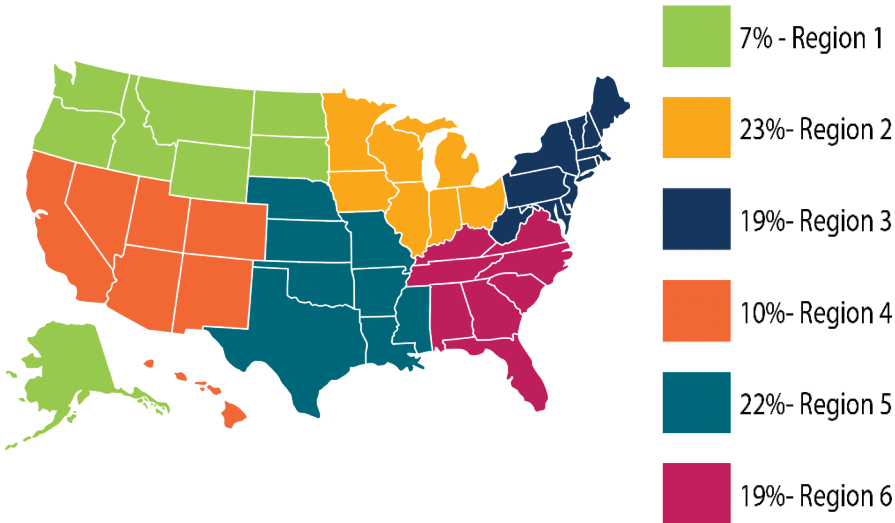 7% - Region 1
23%- Region 2
19%- Region 3
10%- Region 4
22%- Region 5
19%- Region 6